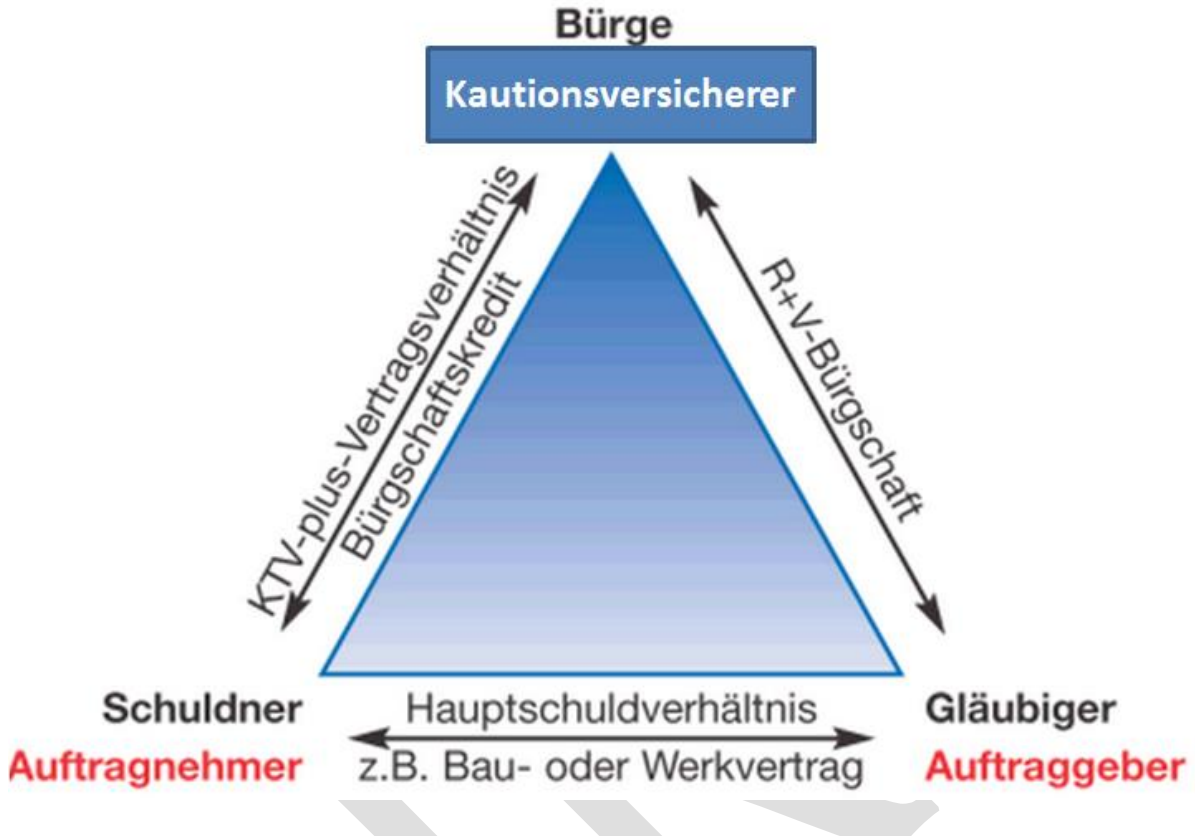 Bürge
Kautionsversicherer
KTV-plus-Vertragsverhältnis
Bürgschaftskredit
R+V-Bürgschaft
Schuldner
Hauptschuldverhältnis
Gläubiger
Auftragnehmer
z.B. Bau- oder Werkvertrag
Auftraggeber